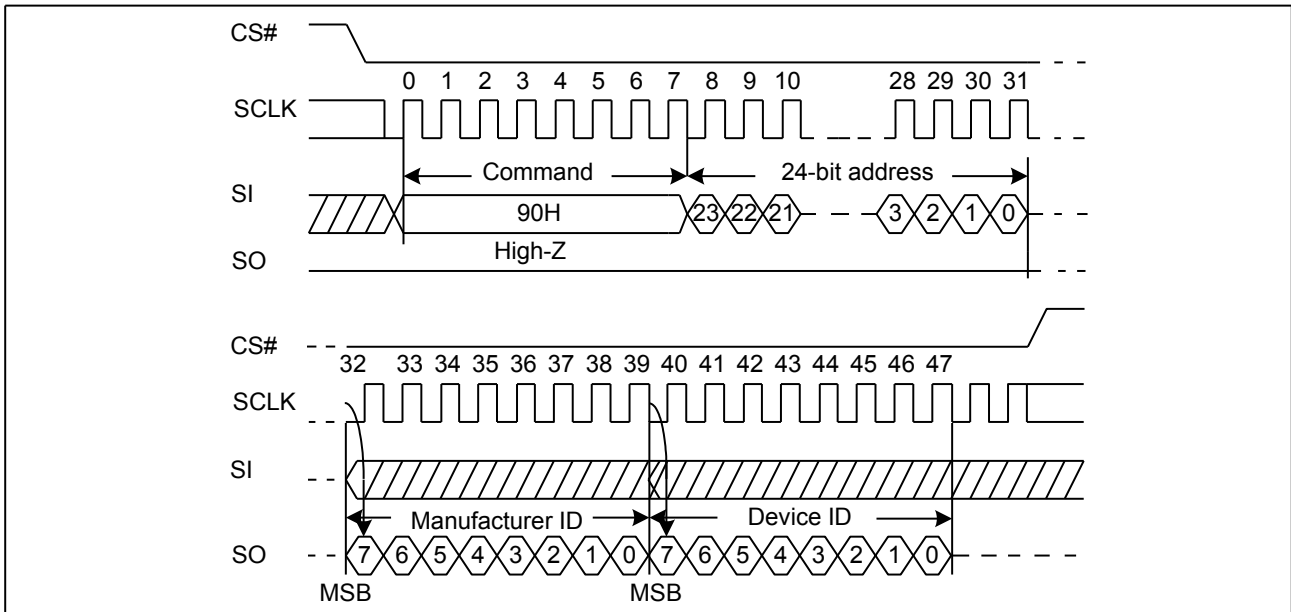 CS#
0 1 2 3 4 5 6 7 8 9 10 28 29 30 31
SCLK
Command 24-bit address
SI
90H 23 22 21 3 2 1 0
High-Z
SO
CS#
32 33 34 35 36 37 38 39 40 41 42 43 44 45 46 47
SCLK
SI
Manufacturer ID Device ID
SO 7 6 5 4 3 2 1 0 7 6 5 4 3 2 1 0
MSB MSB